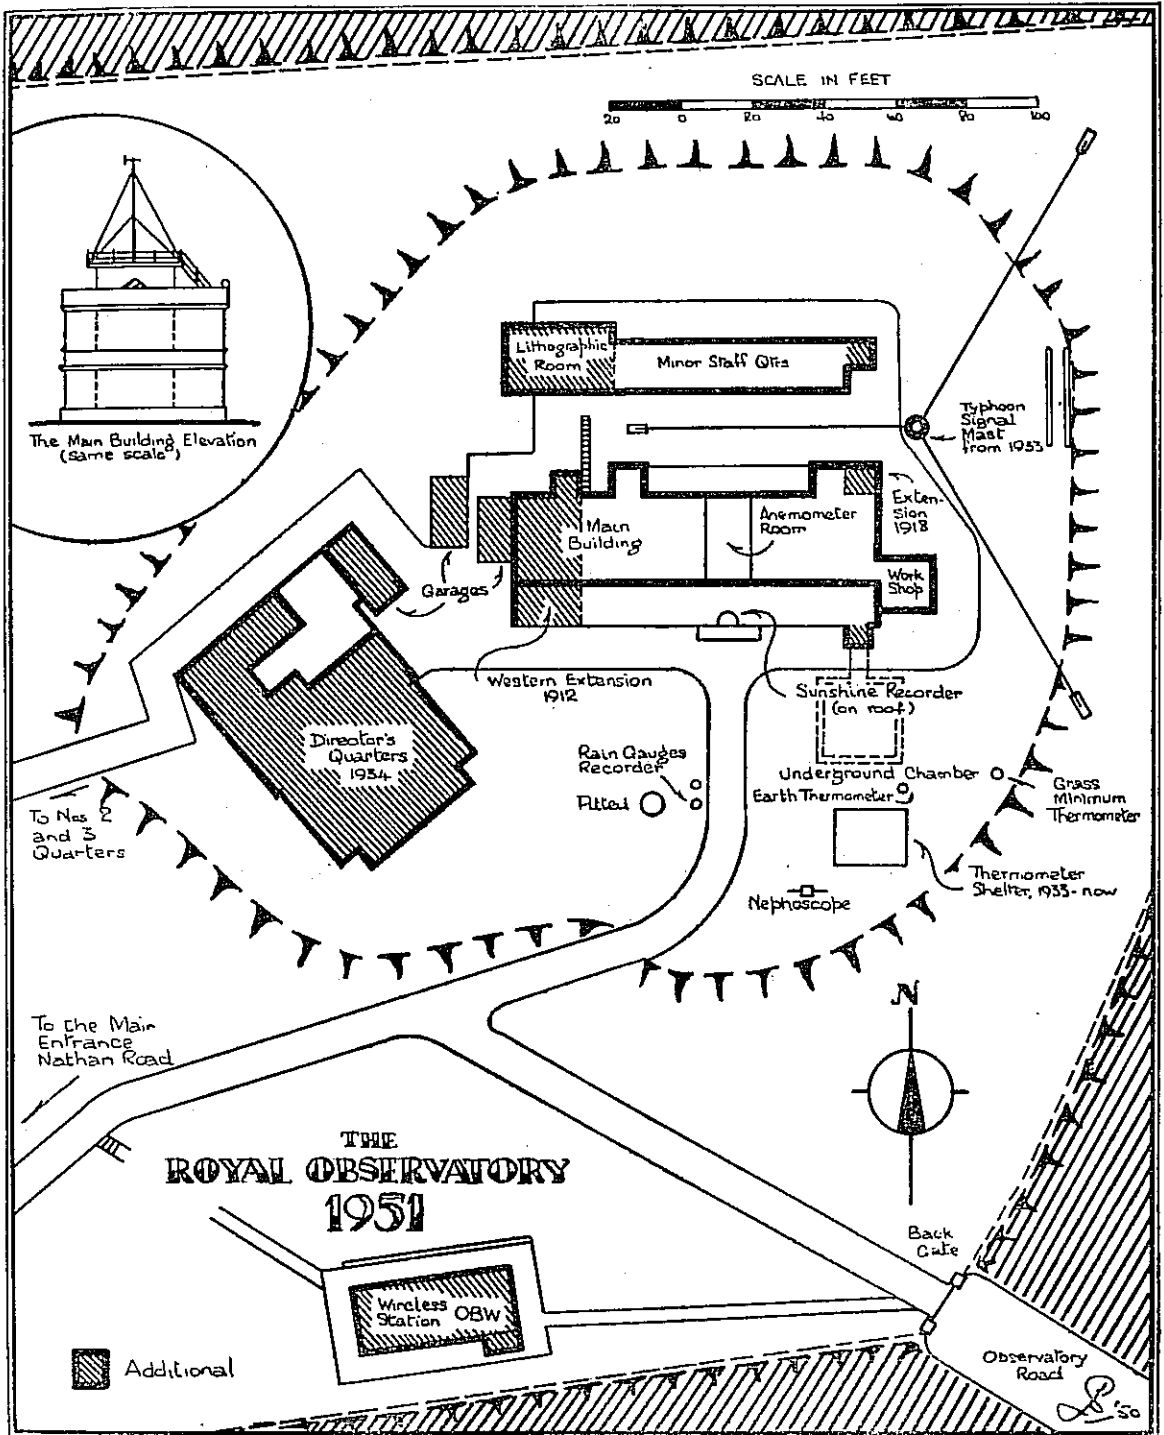 SCALE IN FEET
20 0 20 40 60 80 100
The Main Building Elevation
(same scale)
Lithographic
Room
Minor Staff Qtrs
Typhoon
Signal
Mast
from 1933
Main
Building
Anemometer
Room
Exten-
sion
1918
Work
Shop
Garages
Western Extension
1912
Sunshine Recorder
(on roof)
Director's
Quarters
1934
Rain Gauges
Recorder
Pitted
Underground Chamber
Earth Thermometer
Grass
Minimum
Thermometer
To Nos 2
and 3
Quarters
Thermometer
Shelter, 1933-now
Nephoscope
N
To the Main
Entrance
Nathan Road
THE
ROYAL OBSERVATORY
1951
Back
Gate
Wireless
Station OBW
Additional
Observatory
Road
'50